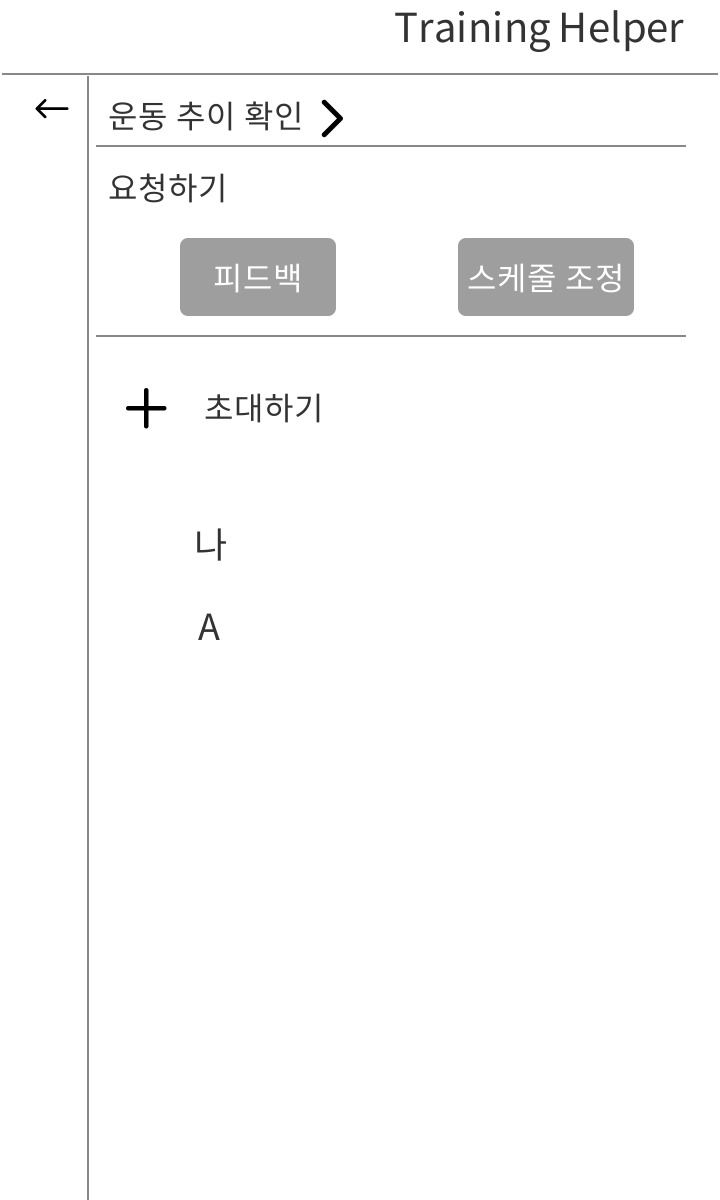 Training Helper
운동 추이 확인
요청하기
피드백
스케줄 조정
초대하기
나
A